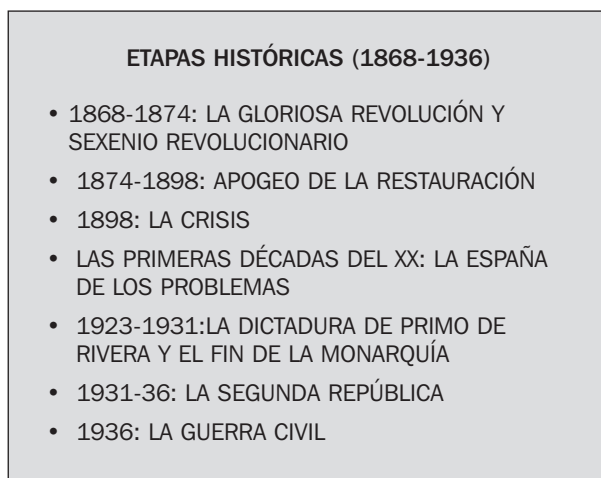 ETAPAS HISTÓRICAS (1868-1936)
• 1868-1874: LA GLORIOSA REVOLUCIÓN Y
SEXENIO REVOLUCIONARIO
• 1874-1898: APOGEO DE LA RESTAURACIÓN
• 1898: LA CRISIS
• LAS PRIMERAS DÉCADAS DEL XX: LA ESPAÑA
DE LOS PROBLEMAS
• 1923-1931:LA DICTADURA DE PRIMO DE
RIVERA Y EL FIN DE LA MONARQUÍA
• 1931-36: LA SEGUNDA REPÚBLICA
• 1936: LA GUERRA CIVIL